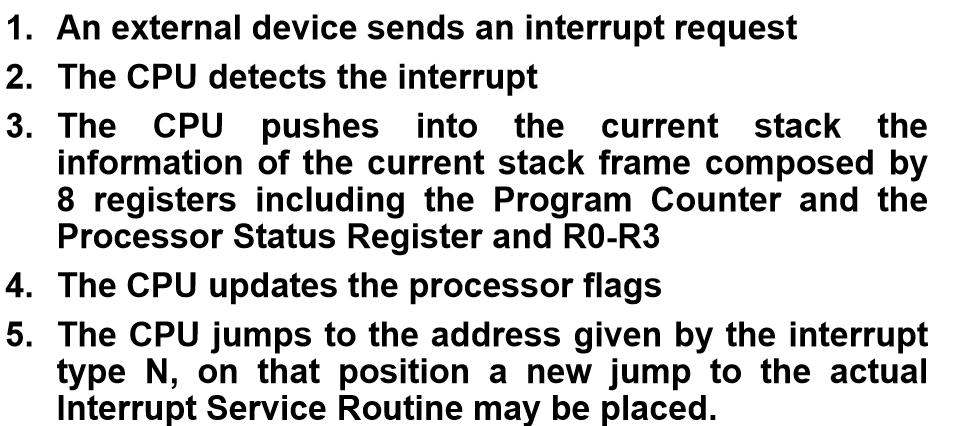 1. An external device sends an interrupt request
2. The CPU detects the interrupt
3. The CPU pushes into the current stack the
information of the current stack frame composed by
8 registers including the Program Counter and the
Processor Status Register and R0-R3
4. The CPU updates the processor flags
5. The CPU jumps to the address given by the interrupt
type N, on that position a new jump to the actual
Interrupt Service Routine may be placed.